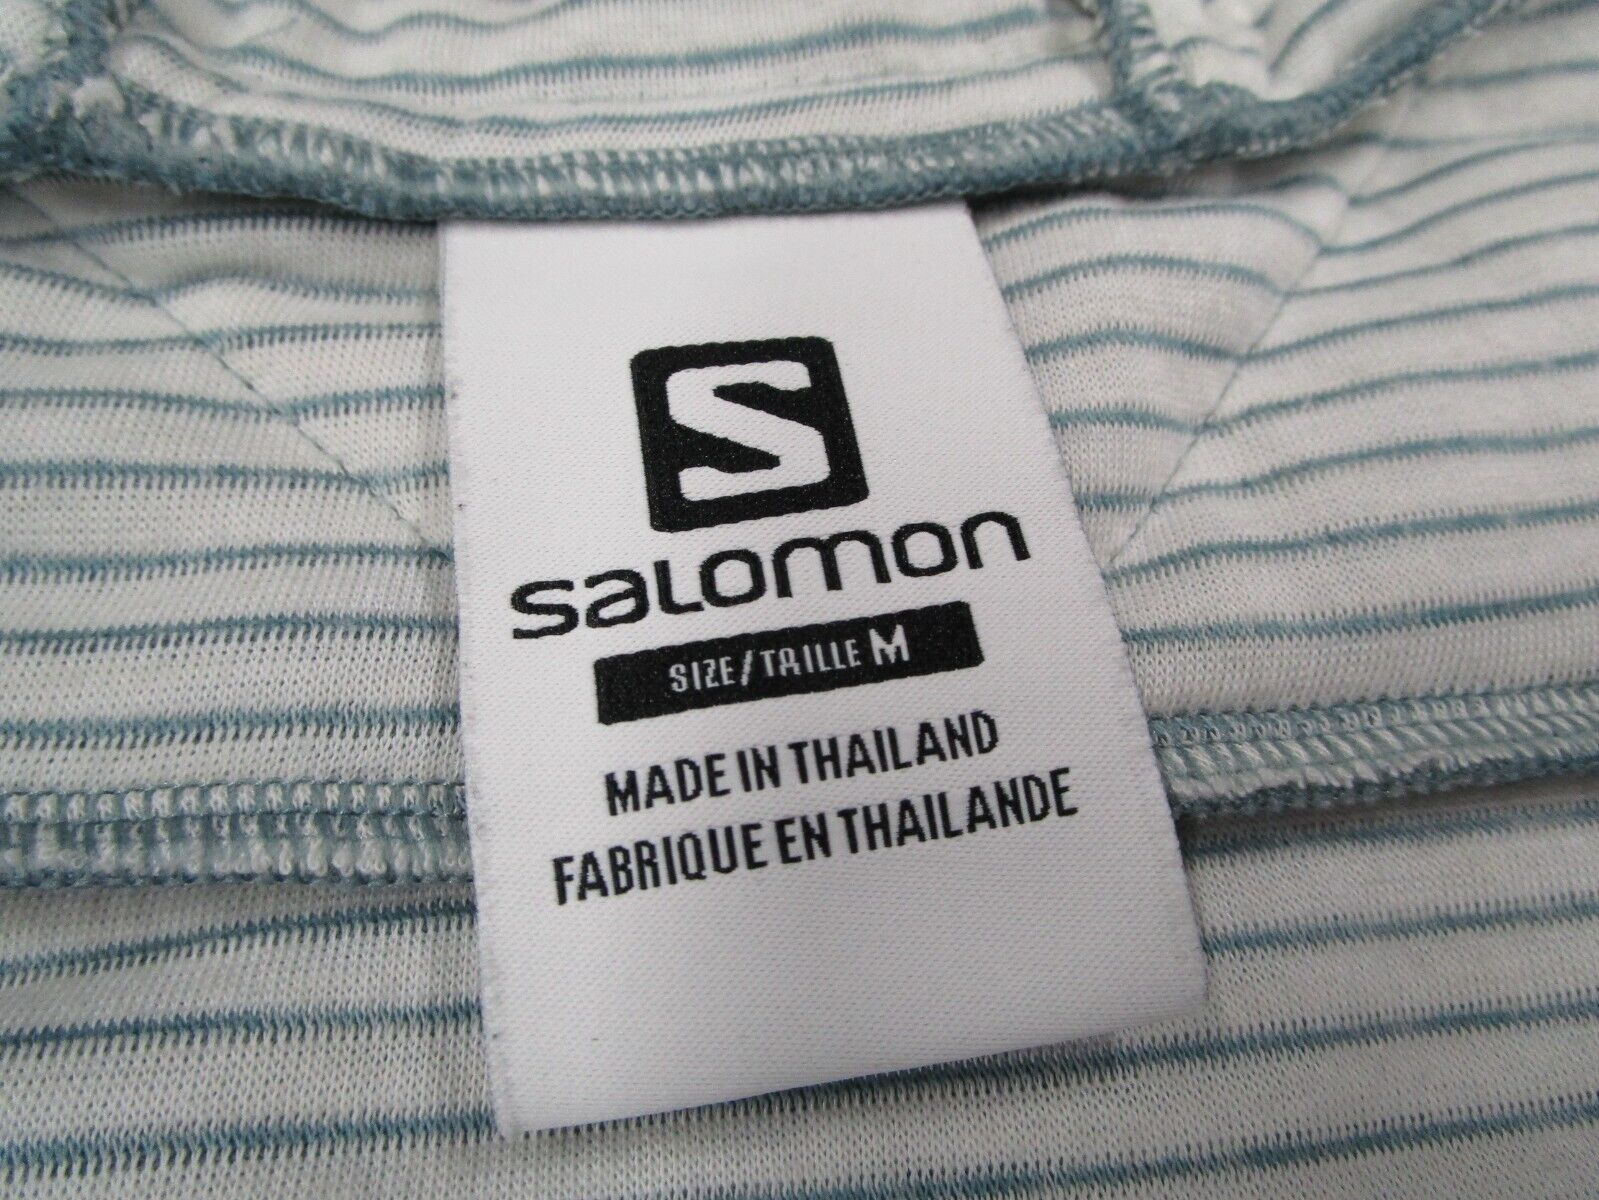 S
salomon
SIZE/TAILLE M
MADE IN THAILAND
FABRIQUE EN THAILANDE